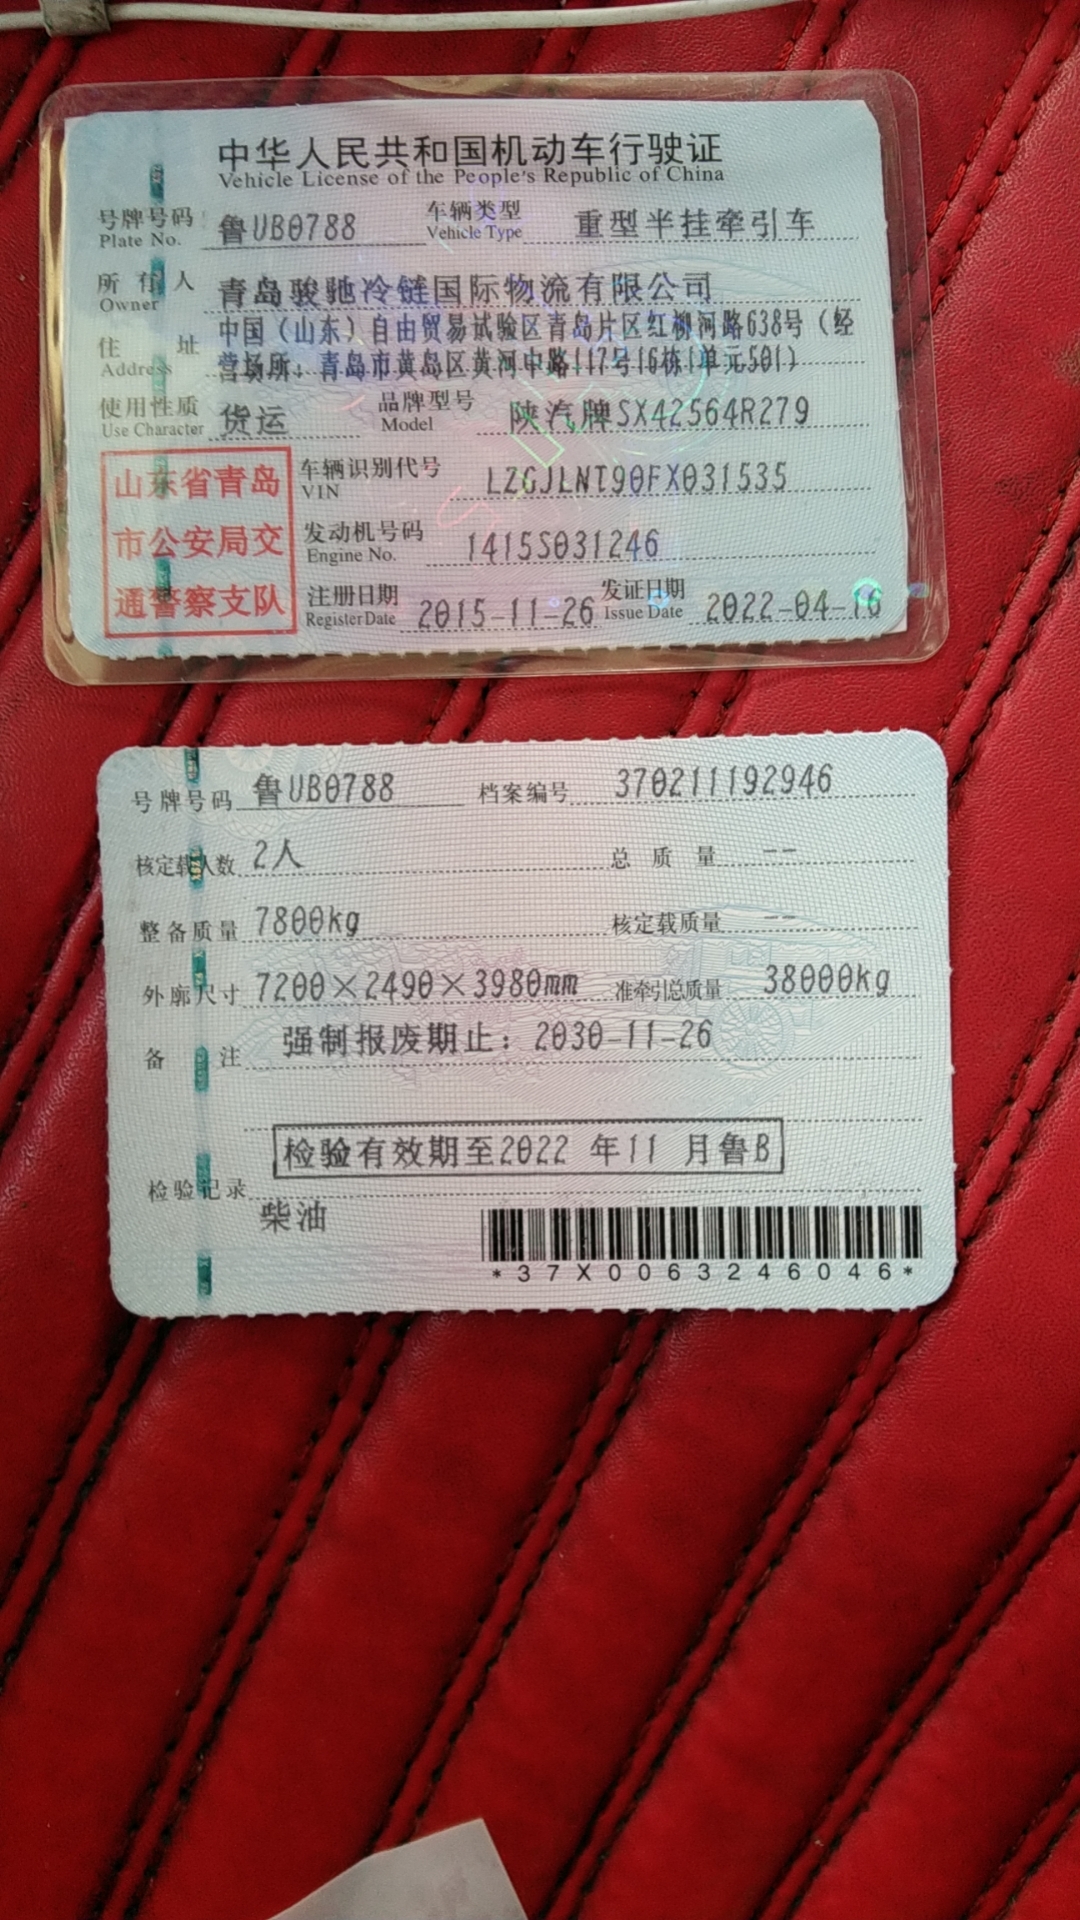 中华人民共和国机动车行驶证
Vehicle License of the People's Republic of China
号牌号码 鲁UB0788 车辆类型 重型半挂牵引车
Plate No. Vehicle Type
所有人 青岛骏驰冷链国际物流有限公司
Owner
住址 中国（山东）自由贸易试验区青岛片区红柳河路638号（经
Address 营场所：青岛市黄岛区黄河中路117号16栋1单元501）
使用性质 货运 品牌型号 陕汽牌SX42564R279
Use Character Model
山东省青岛
市公安局交
通警察支队
车辆识别代号 LZGJLNT90FX031535
VIN
发动机号码 1415S031246
Engine No.
注册日期 2015-11-26 发证日期 2022-04-16
Register Date Issue Date
号牌号码 鲁UB0788 档案编号 370211192946
核定载人数 2人 总质量 --
整备质量 7800kg 核定载质量 --
外廓尺寸 7200×2490×3980mm 准牵引总质量 38000kg
备注 强制报废期止：2030-11-26
检验有效期至2022 年11 月鲁B
检验记录
柴油
*37X0063246046*